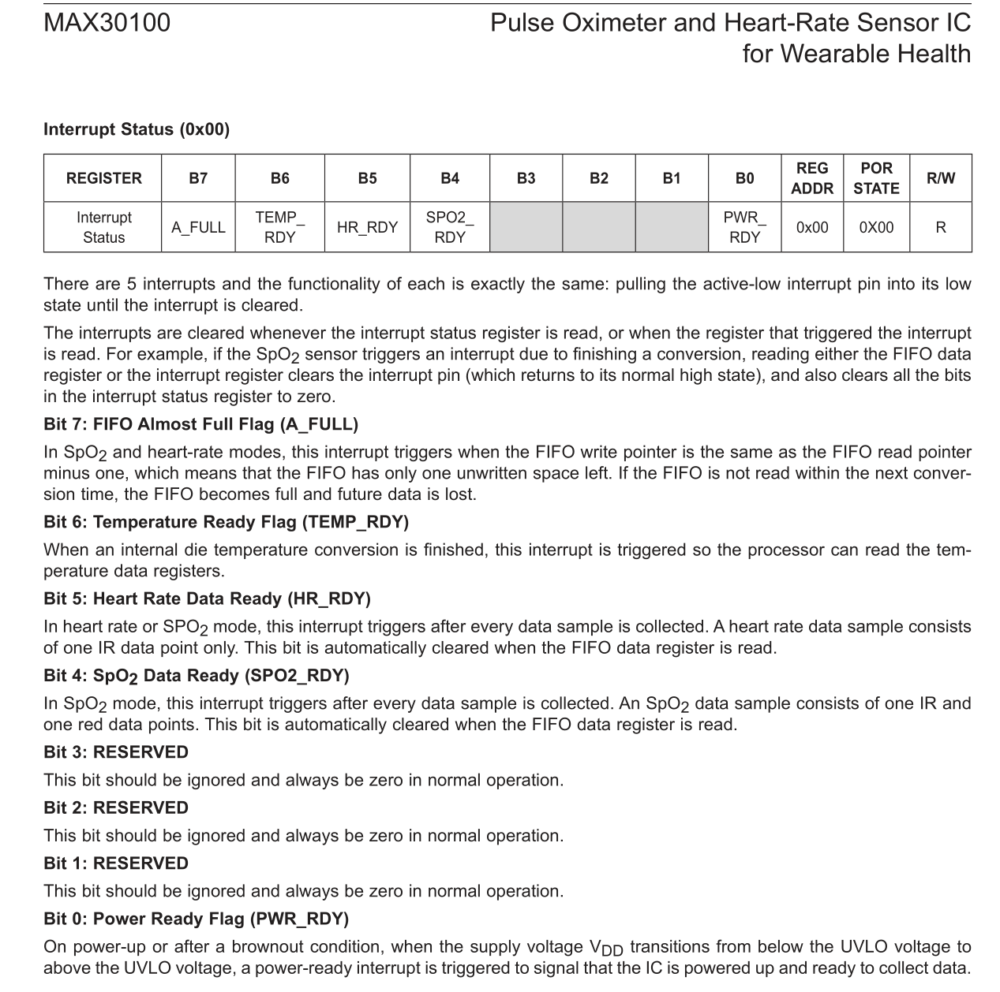 MAX30100
Pulse Oximeter and Heart-Rate Sensor IC
for Wearable Health
Interrupt Status (0x00)
REGISTER B7 B6 B5 B4 B3 B2 B1 B0 REG ADDR POR STATE R/W
Interrupt Status A_FULL TEMP_RDY HR_RDY SPO2_RDY PWR_RDY 0x00 0X00 R
There are 5 interrupts and the functionality of each is exactly the same: pulling the active-low interrupt pin into its low
state until the interrupt is cleared.
The interrupts are cleared whenever the interrupt status register is read, or when the register that triggered the interrupt
is read. For example, if the SpO2 sensor triggers an interrupt due to finishing a conversion, reading either the FIFO data
register or the interrupt register clears the interrupt pin (which returns to its normal high state), and also clears all the bits
in the interrupt status register to zero.
Bit 7: FIFO Almost Full Flag (A_FULL)
In SpO2 and heart-rate modes, this interrupt triggers when the FIFO write pointer is the same as the FIFO read pointer
minus one, which means that the FIFO has only one unwritten space left. If the FIFO is not read within the next conver-
sion time, the FIFO becomes full and future data is lost.
Bit 6: Temperature Ready Flag (TEMP_RDY)
When an internal die temperature conversion is finished, this interrupt is triggered so the processor can read the tem-
perature data registers.
Bit 5: Heart Rate Data Ready (HR_RDY)
In heart rate or SPO2 mode, this interrupt triggers after every data sample is collected. A heart rate data sample consists
of one IR data point only. This bit is automatically cleared when the FIFO data register is read.
Bit 4: SpO2 Data Ready (SPO2_RDY)
In SpO2 mode, this interrupt triggers after every data sample is collected. An SpO2 data sample consists of one IR and
one red data points. This bit is automatically cleared when the FIFO data register is read.
Bit 3: RESERVED
This bit should be ignored and always be zero in normal operation.
Bit 2: RESERVED
This bit should be ignored and always be zero in normal operation.
Bit 1: RESERVED
This bit should be ignored and always be zero in normal operation.
Bit 0: Power Ready Flag (PWR_RDY)
On power-up or after a brownout condition, when the supply voltage VDD transitions from below the UVLO voltage to
above the UVLO voltage, a power-ready interrupt is triggered to signal that the IC is powered up and ready to collect data.